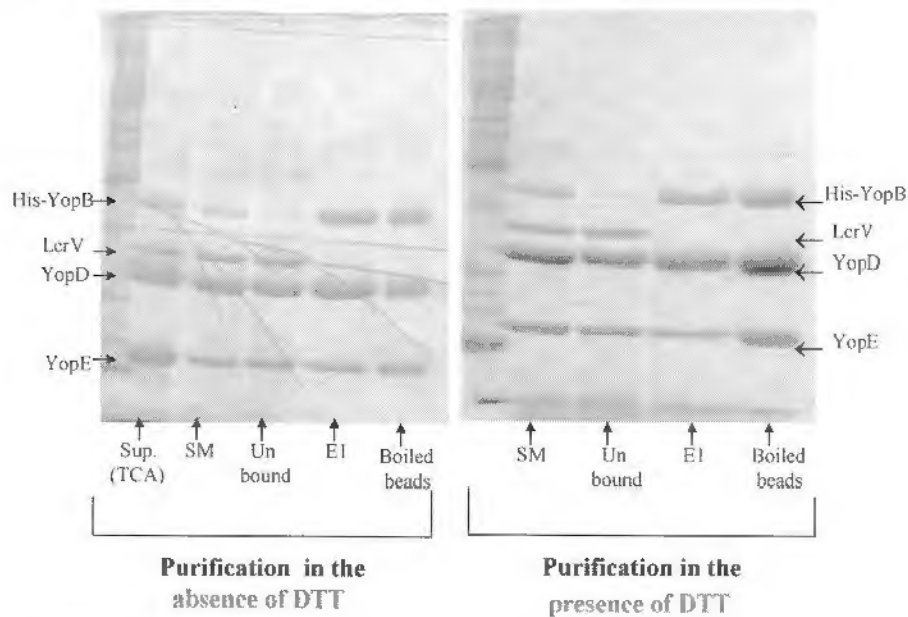 His-YopB
LcrV
YopD
YopE
His-YopB
LcrV
YopD
YopE
Sup.
(TCA)
SM
Un
bound
E1
Boiled
beads
SM
Un
bound
E1
Boiled
beads
Purification in the
absence of DTT
Purification in the
presence of DTT